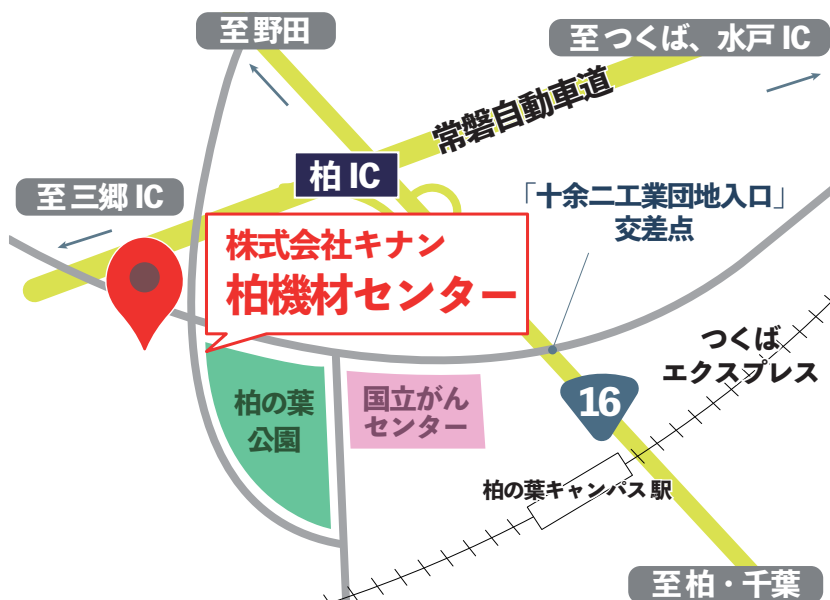 至 野田
至 つくば、水戸 IC
常磐自動車道
柏 IC
至 三郷 IC
「十余二工業団地入口」
交差点
株式会社キナン
柏機材センター
つくば
エクスプレス
柏の葉
公園
国立がん
センター
16
柏の葉キャンパス 駅
至 柏・千葉